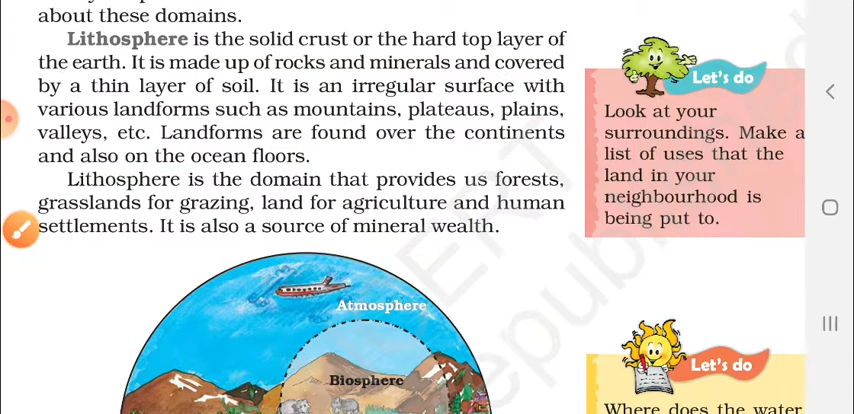 about these domains.
Lithosphere is the solid crust or the hard top layer of
the earth. It is made up of rocks and minerals and covered
by a thin layer of soil. It is an irregular surface with
various landforms such as mountains, plateaus, plains,
valleys, etc. Landforms are found over the continents
and also on the ocean floors.
Lithosphere is the domain that provides us forests,
grasslands for grazing, land for agriculture and human
settlements. It is also a source of mineral wealth.
Atmosphere
Biosphere
Let's do
Look at your
surroundings. Make a
list of uses that the
land in your
neighbourhood is
being put to.
Let's do
Where does the water